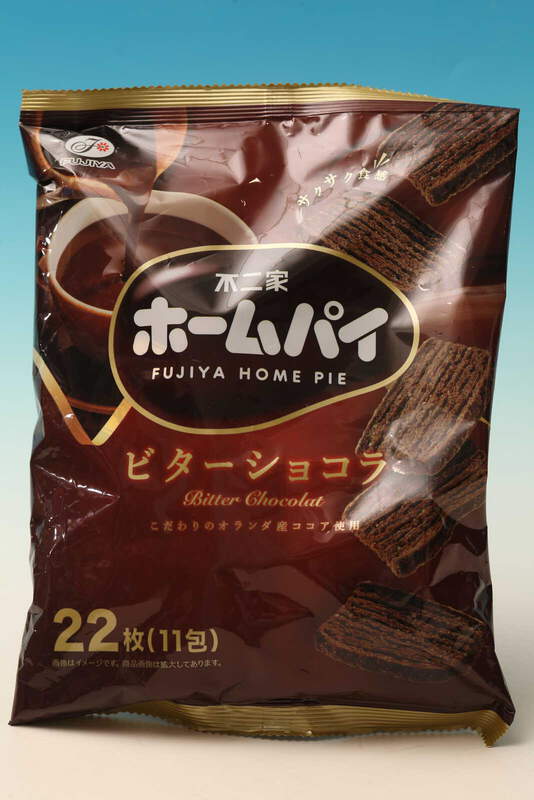 FUJIYA
サクサク食感
不二家
ホームパイ
FUJIYA HOME PIE
ビターショコラ
Bitter Chocolat
こだわりのオランダ産ココア使用
22枚(11包)
画像はイメージです。商品画像は拡大してあります。